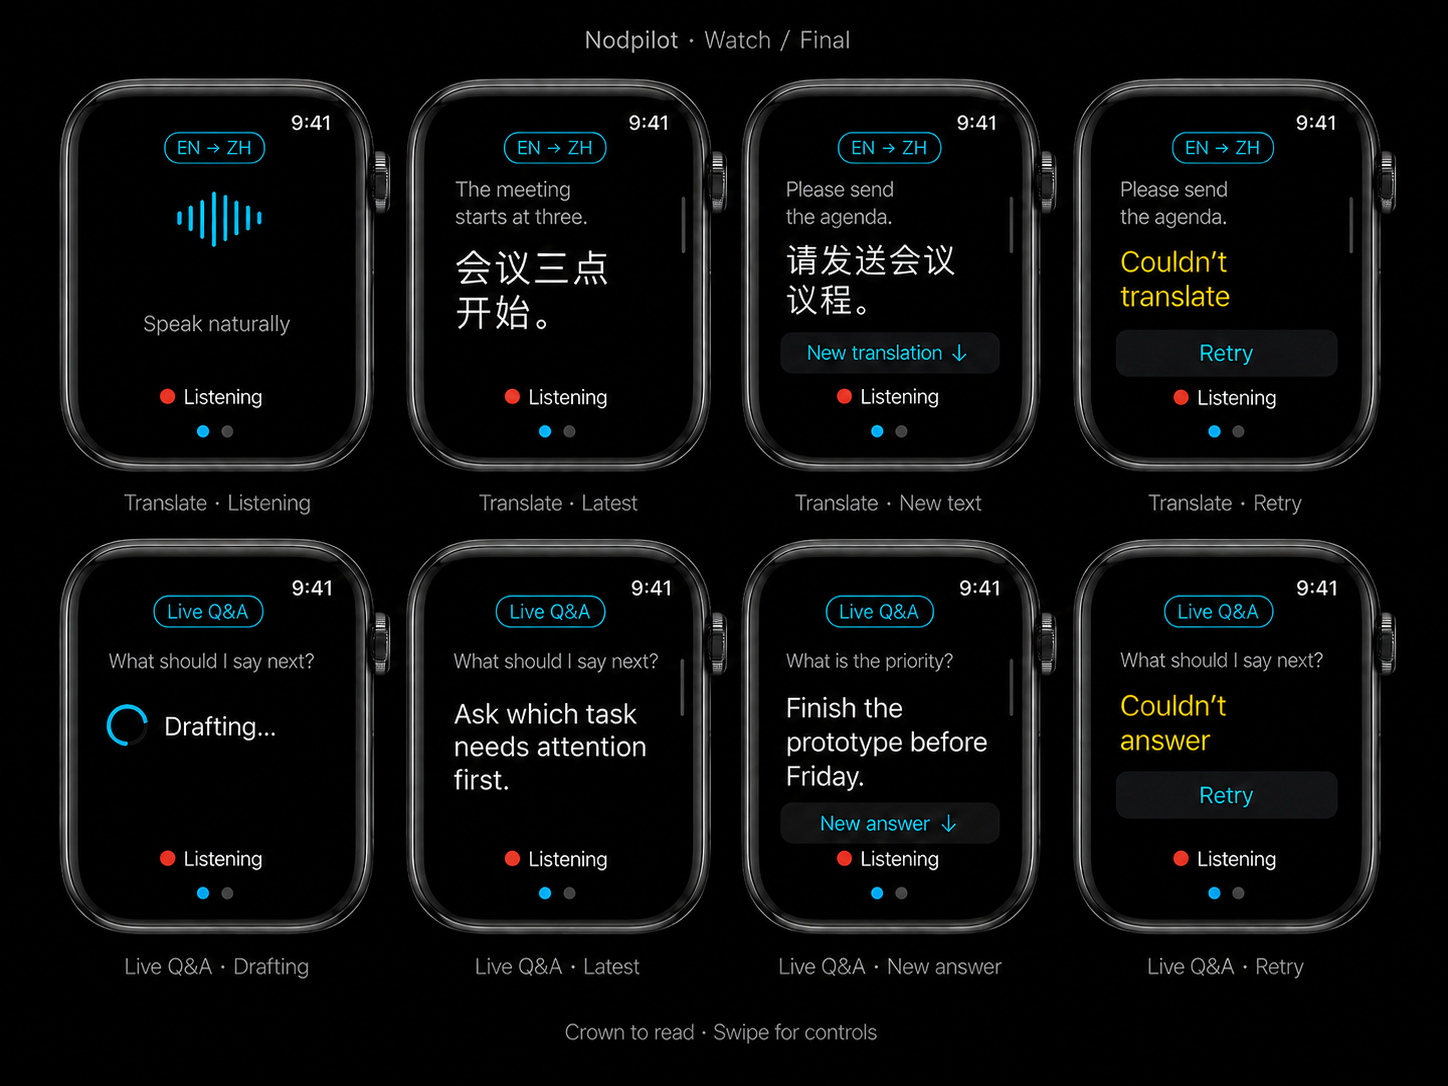 Nodpilot · Watch / Final
9:41
EN → ZH
Speak naturally
Listening
Translate · Listening
9:41
EN → ZH
The meeting
starts at three.
会议三点
开始。
Listening
Translate · Latest
9:41
EN → ZH
Please send
the agenda.
请发送会议
议程。
New translation ↓
Listening
Translate · New text
9:41
EN → ZH
Please send
the agenda.
Couldn't
translate
Retry
Listening
Translate · Retry
9:41
Live Q&A
What should I say next?
Drafting...
Listening
Live Q&A · Drafting
9:41
Live Q&A
What should I say next?
Ask which task
needs attention
first.
Listening
Live Q&A · Latest
9:41
Live Q&A
What is the priority?
Finish the
prototype before
Friday.
New answer ↓
Listening
Live Q&A · New answer
9:41
Live Q&A
What should I say next?
Couldn't
answer
Retry
Listening
Live Q&A · Retry
Crown to read · Swipe for controls